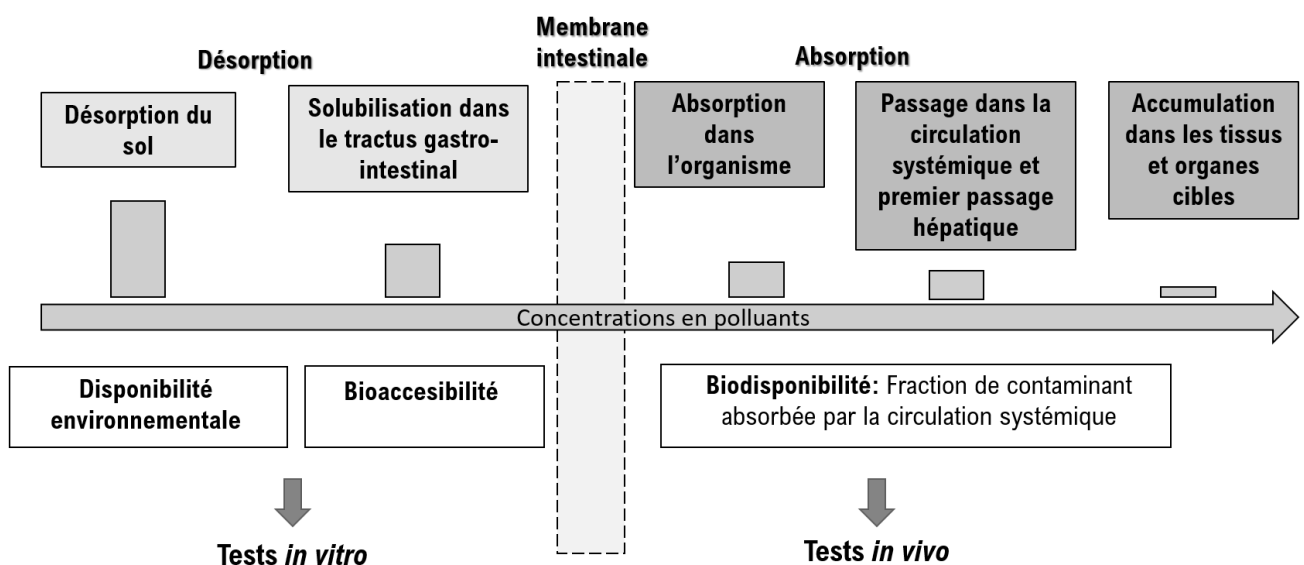 Désorption
Membrane
intestinale
Absorption
Désorption du
sol
Solubilisation dans
le tractus gastro-
intestinal
Absorption
dans
l'organisme
Passage dans la
circulation
systémique et
premier passage
hépatique
Accumulation
dans les tissus
et organes
cibles
Concentrations en polluants
Disponibilité
environnementale
Bioaccesibilité
Biodisponibilité: Fraction de contaminant
absorbée par la circulation systémique
Tests in vitro
Tests in vivo